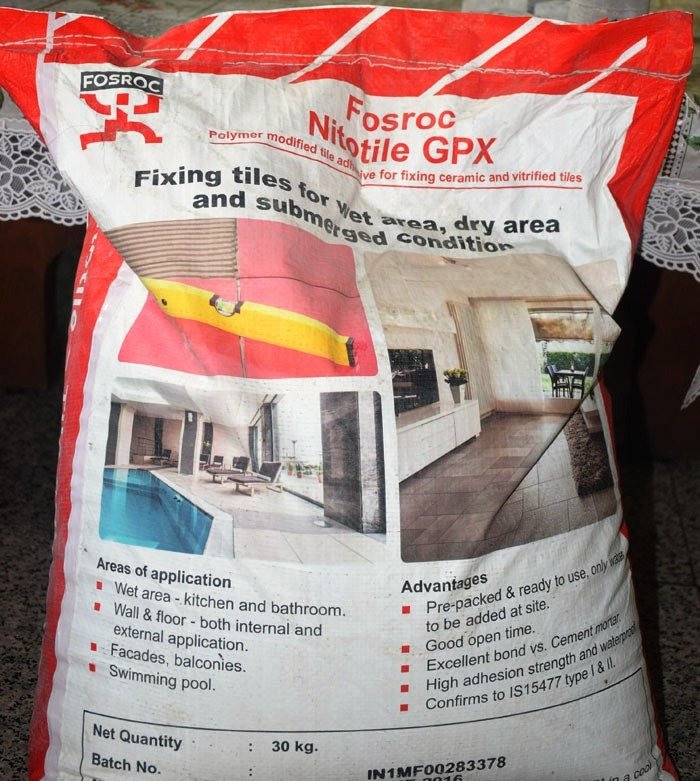 FOSROC
Fosroc
Nitotile GPX
Polymer modified tile adhesive for fixing ceramic and vitrified tiles
Fixing tiles for Wet area, dry area
and submerged condition
Areas of application
Wet area - kitchen and bathroom.
Wall & floor - both internal and
external application.
Facades, balconies.
Swimming pool.
Advantages
Pre-packed & ready to use, only
to be added at site.
Good open time.
Excellent bond vs. Cement mortar.
High adhesion strength and
Confirms to IS15477 type I & II.
Net Quantity : 30 kg.
Batch No. : IN1MF00283378
2016
in a cool